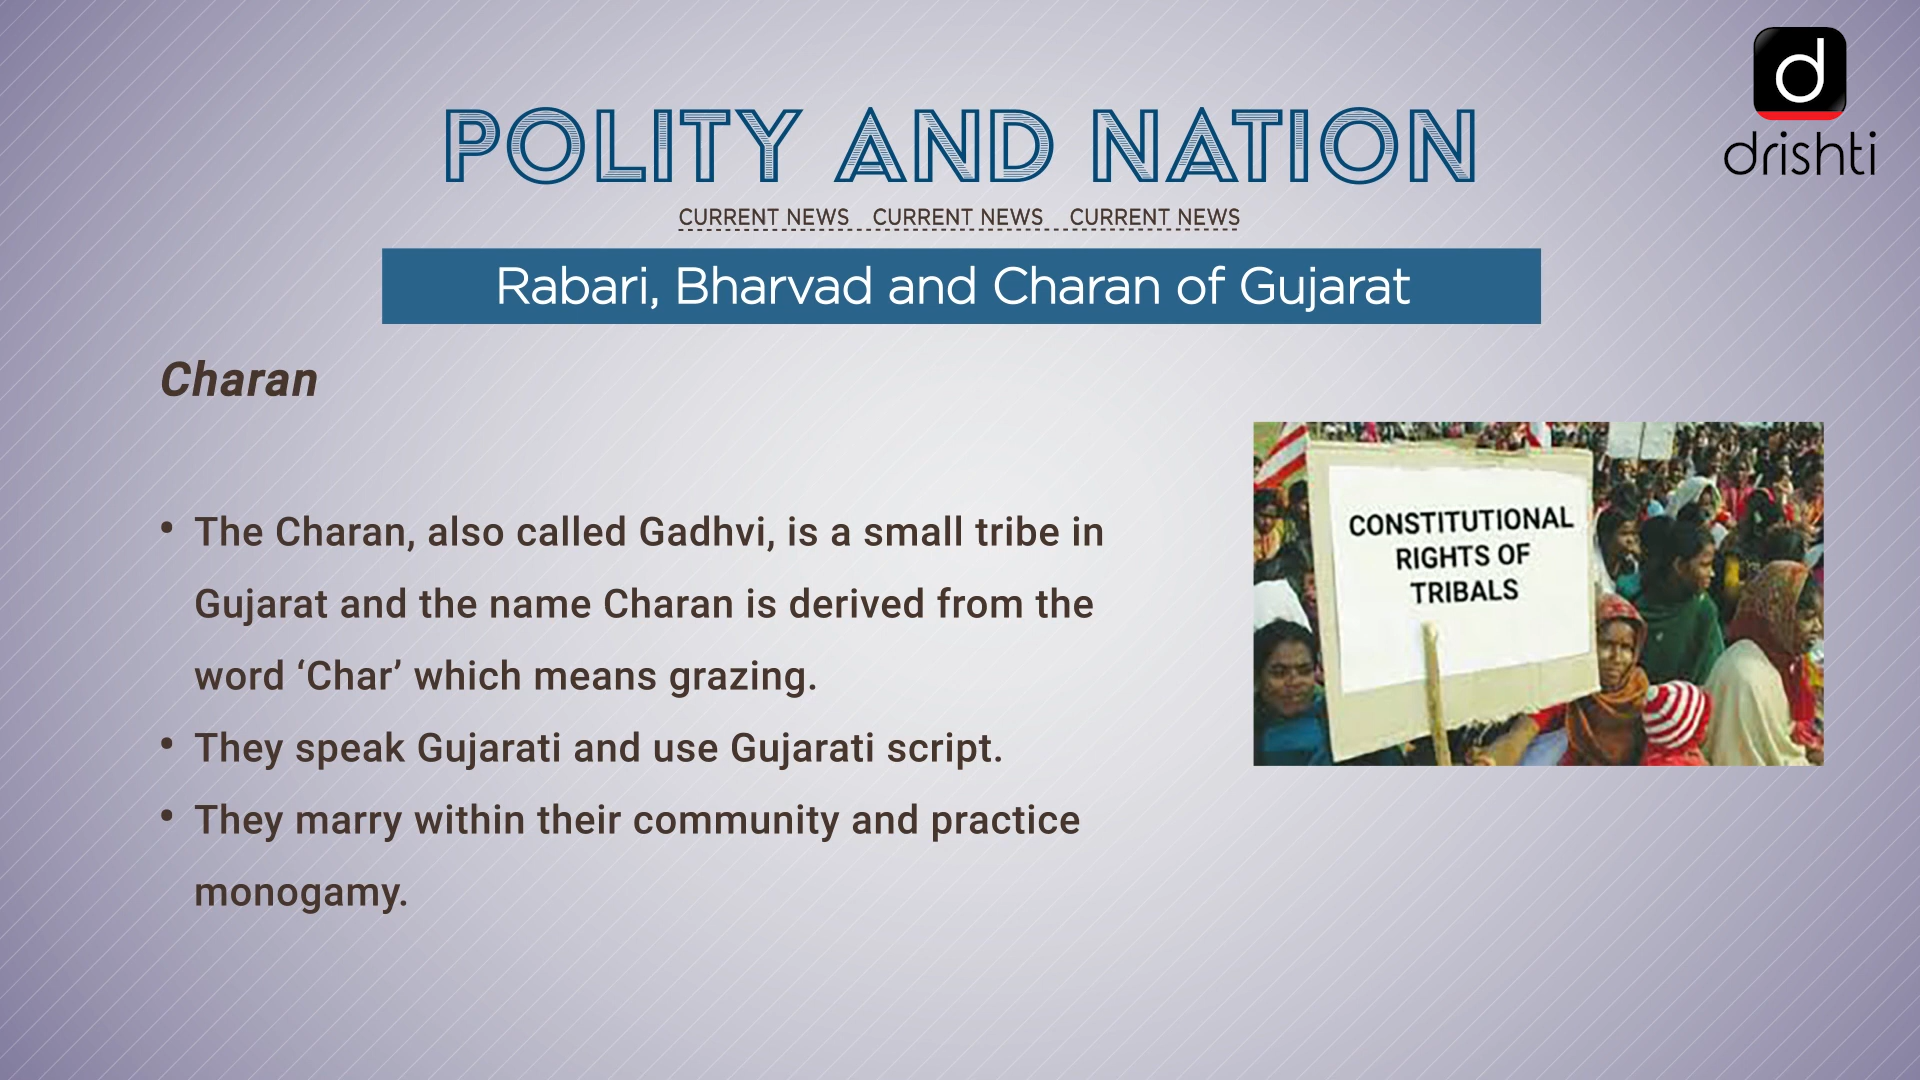 d
drishti
POLITY AND NATION
CURRENT NEWS CURRENT NEWS CURRENT NEWS
Rabari, Bharvad and Charan of Gujarat
Charan
• The Charan, also called Gadhvi, is a small tribe in
Gujarat and the name Charan is derived from the
word ‘Char’ which means grazing.
• They speak Gujarati and use Gujarati script.
• They marry within their community and practice
monogamy.
CONSTITUTIONAL
RIGHTS OF
TRIBALS